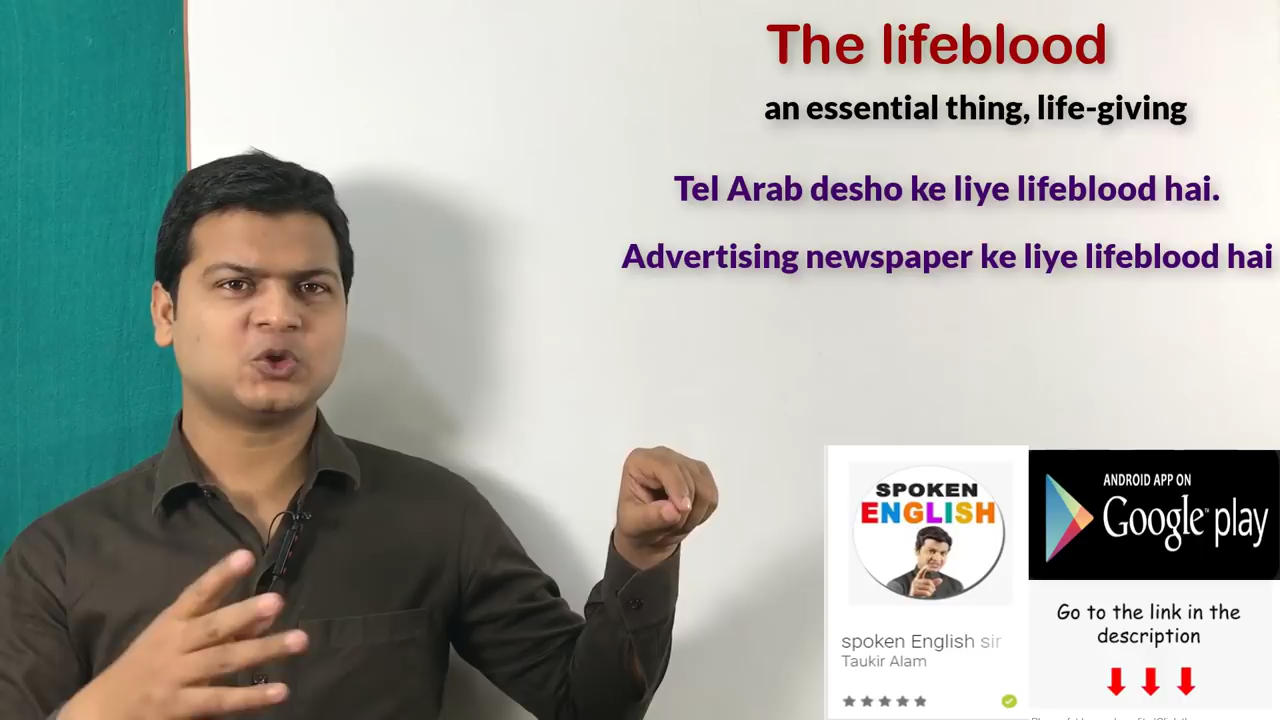 The lifeblood
an essential thing, life-giving
Tel Arab desho ke liye lifeblood hai.
Advertising newspaper ke liye lifeblood hai
SPOKEN
ENGLISH
spoken English sir
Taukir Alam
ANDROID APP ON
Google play
Go to the link in the
description